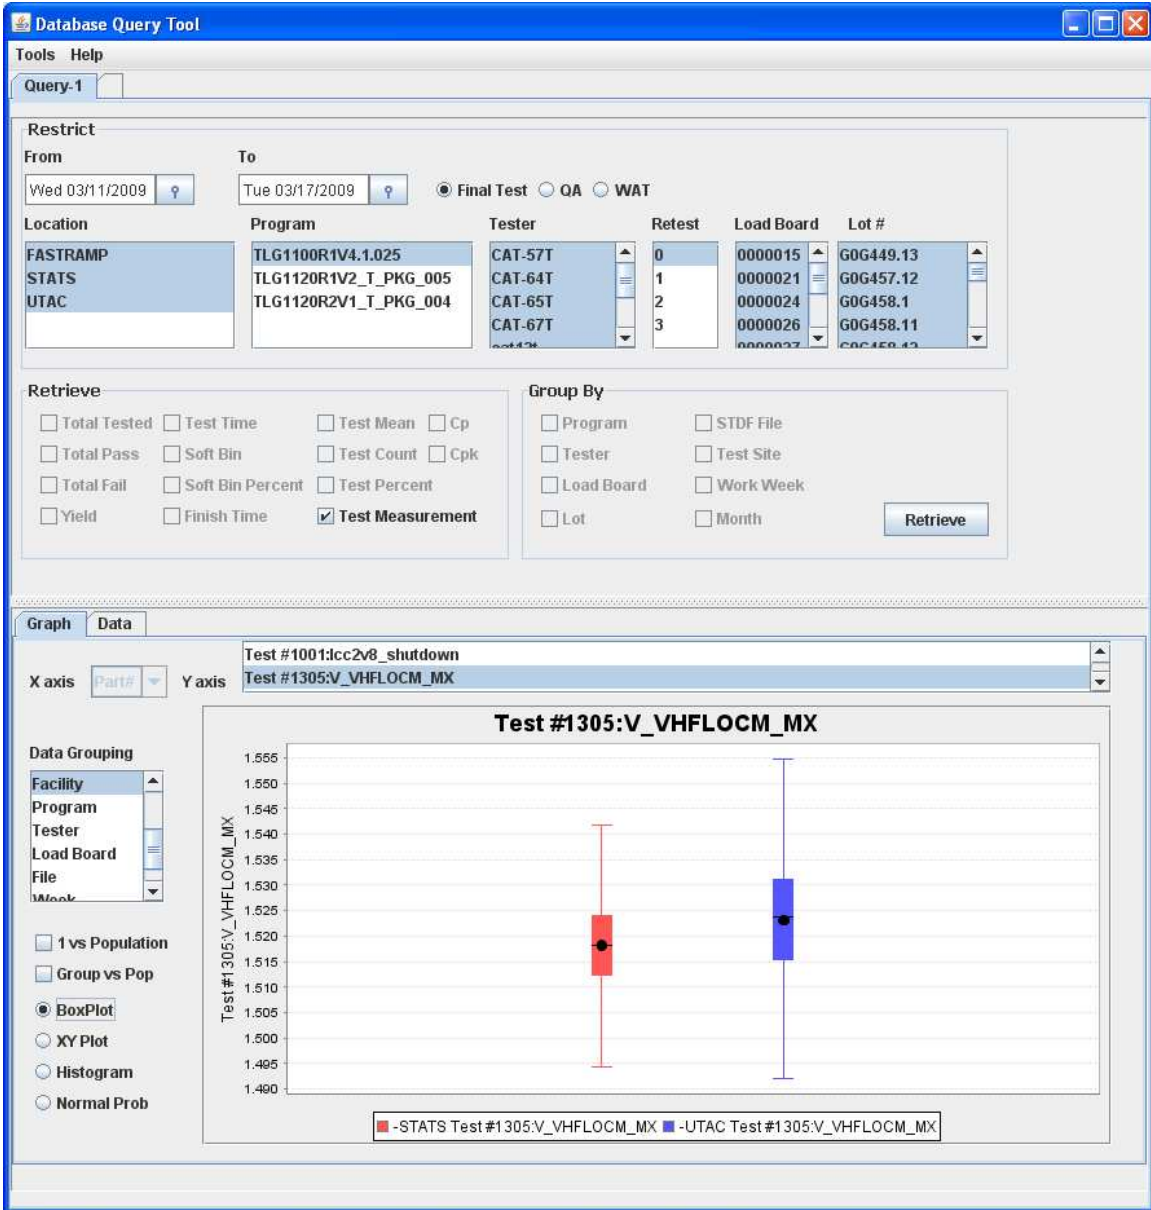 Database Query Tool
Tools Help
Query-1
Restrict
From To
Wed 03/11/2009 Tue 03/17/2009 Final Test QA WAT
Location Program Tester Retest Load Board Lot #
FASTRAMP TLG1100R1V4.1.025 CAT-57T 0 0000015 G0G449.13
STATS TLG1120R1V2_T_PKG_005 CAT-64T 1 0000021 G0G457.12
UTAC TLG1120R2V1_T_PKG_004 CAT-65T 2 0000024 G0G458.1
CAT-67T 3 0000026 G0G458.11
Retrieve Group By
Total Tested Test Time Test Mean Cp Program STDF File
Total Pass Soft Bin Test Count Cpk Tester Test Site
Total Fail Soft Bin Percent Test Percent Load Board Work Week
Yield Finish Time Test Measurement Lot Month Retrieve
Graph Data
Test #1001:Icc2v8_shutdown
X axis Part# Y axis Test #1305:V_VHFLOCM_MX
Test #1305:V_VHFLOCM_MX
Data Grouping
Facility
Program
Tester
Load Board
File
Week
1 vs Population
Group vs Pop
BoxPlot
XY Plot
Histogram
Normal Prob
Test #1305:V_VHFLOCM_MX
1.555
1.550
1.545
1.540
1.535
1.530
1.525
1.520
1.515
1.510
1.505
1.500
1.495
1.490
-STATS Test #1305:V_VHFLOCM_MX -UTAC Test #1305:V_VHFLOCM_MX